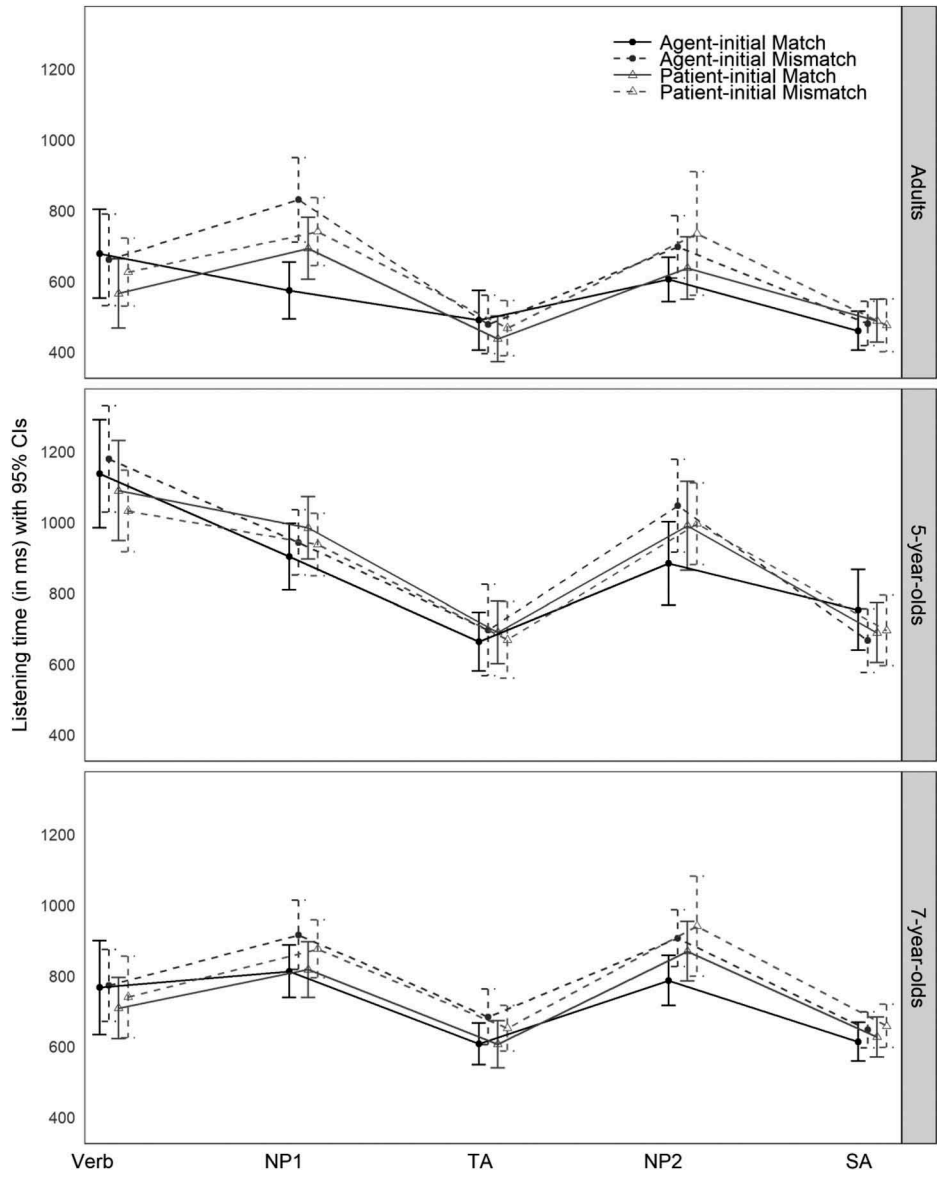 Agent-initial Match
Agent-initial Mismatch
Patient-initial Match
Patient-initial Mismatch
1200
1000
800
600
400
Adults
Listening time (in ms) with 95% CIs
1200
1000
800
600
400
5-year-olds
1200
1000
800
600
400
7-year-olds
Verb NP1 TA NP2 SA